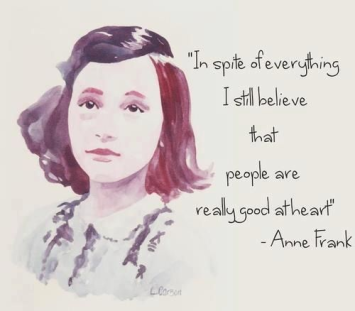 "In spite of everything
I still believe
that
people are
really good at heart"
- Anne Frank